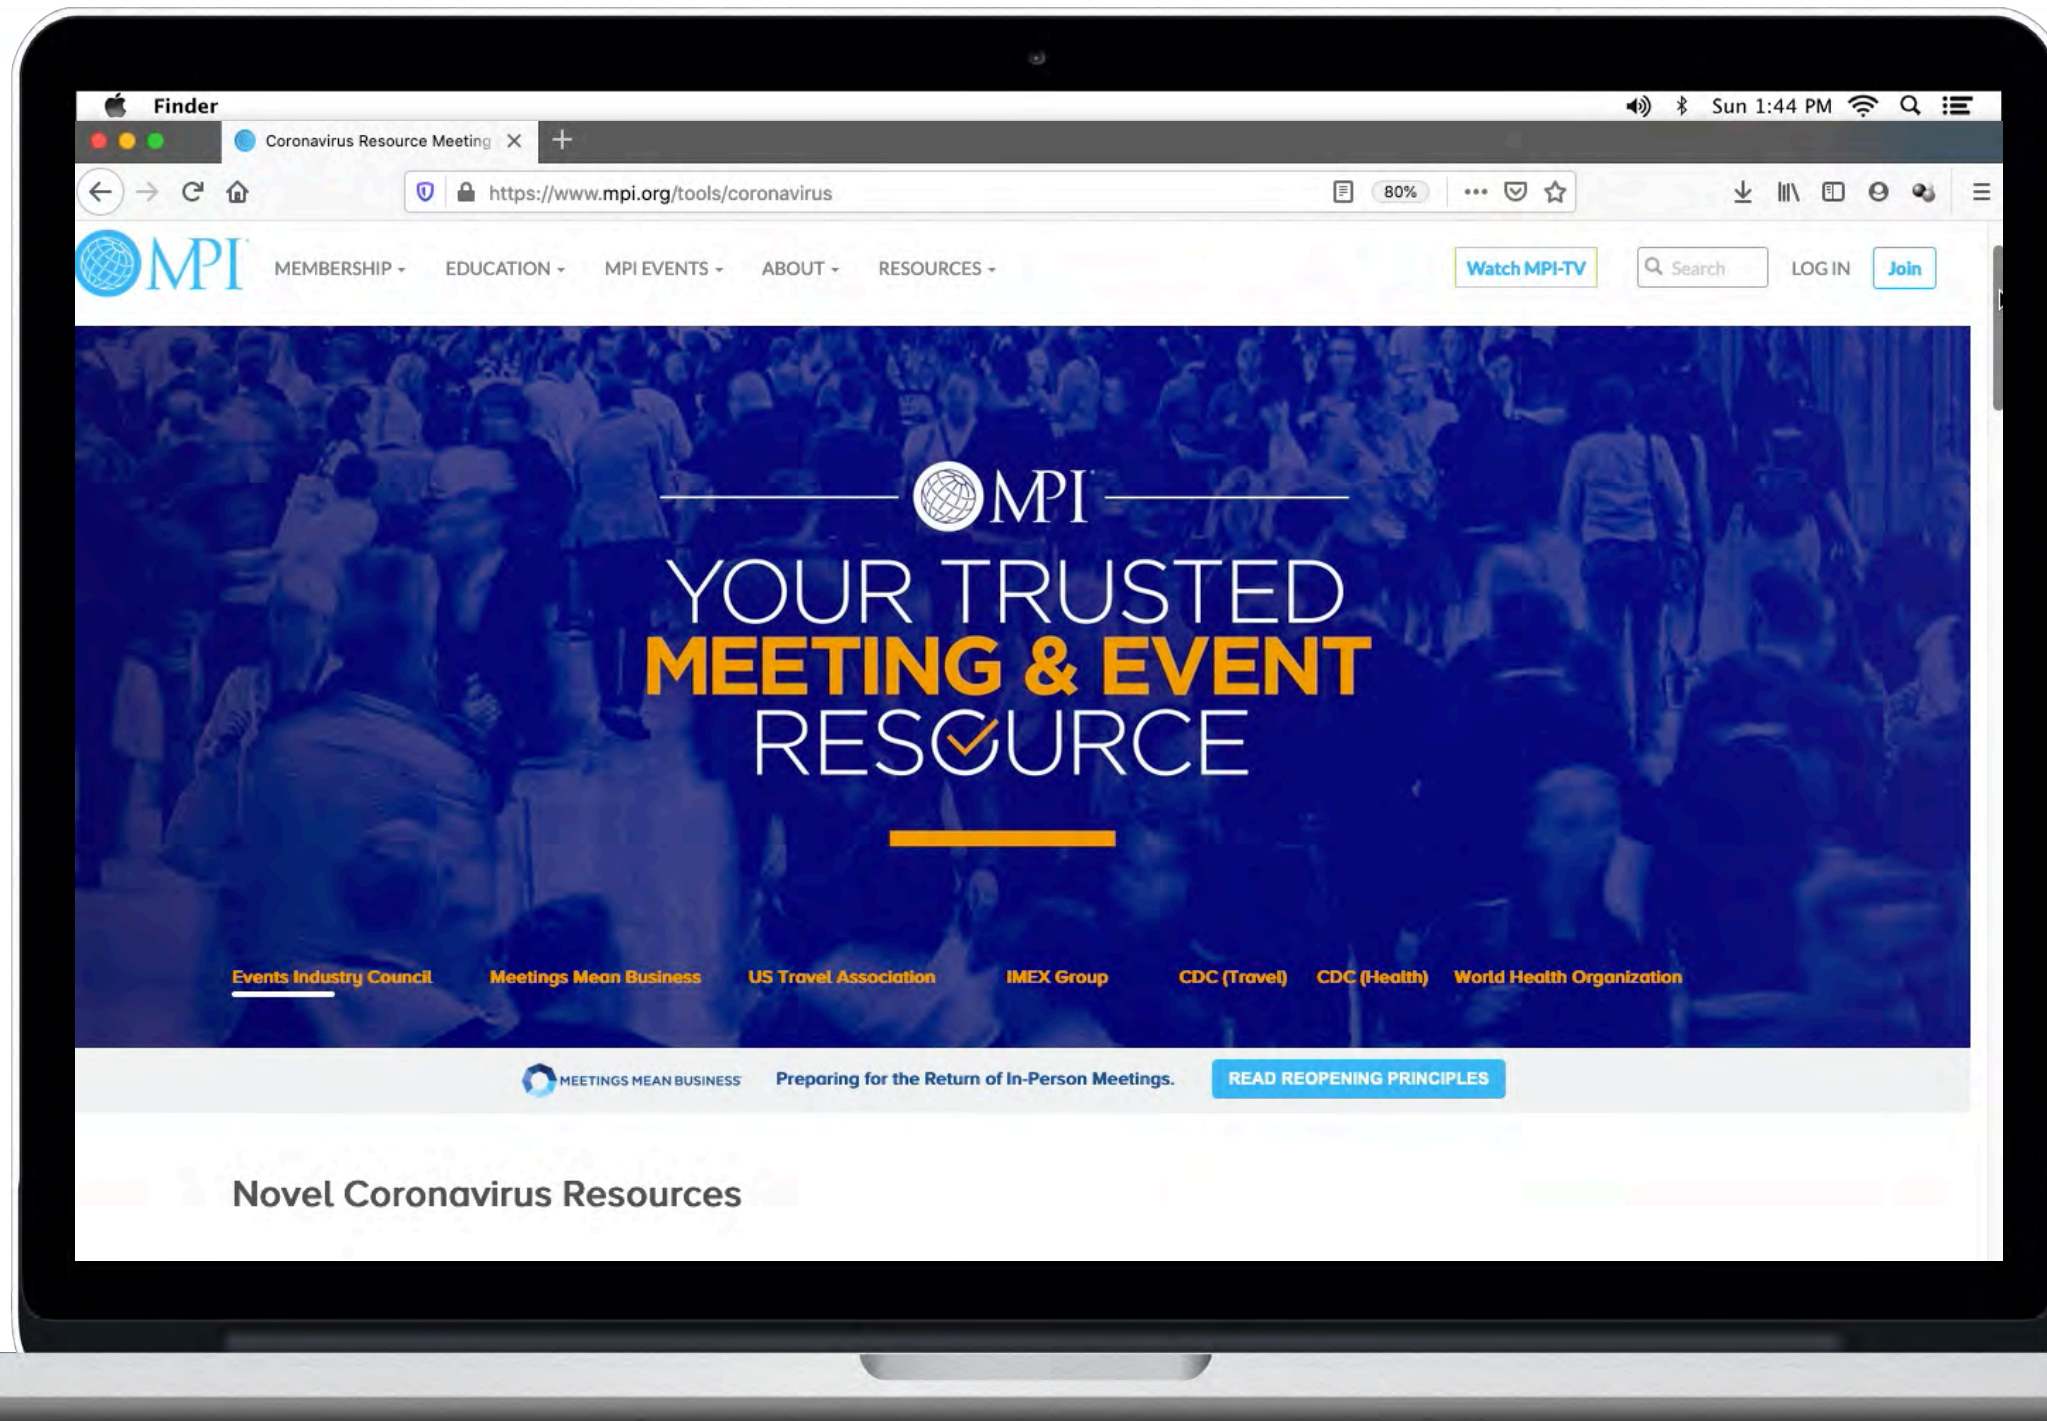 Finder
Sun 1:44 PM
Coronavirus Resource Meeting
https://www.mpi.org/tools/coronavirus
80%
MPI
MEMBERSHIP
EDUCATION
MPI EVENTS
ABOUT
RESOURCES
Watch MPI-TV
Search
LOG IN
Join
MPI
YOUR TRUSTED
MEETING & EVENT
RESOURCE
Events Industry Council
Meetings Mean Business
US Travel Association
IMEX Group
CDC (Travel)
CDC (Health)
World Health Organization
MEETINGS MEAN BUSINESS
Preparing for the Return of In-Person Meetings.
READ REOPENING PRINCIPLES
Novel Coronavirus Resources